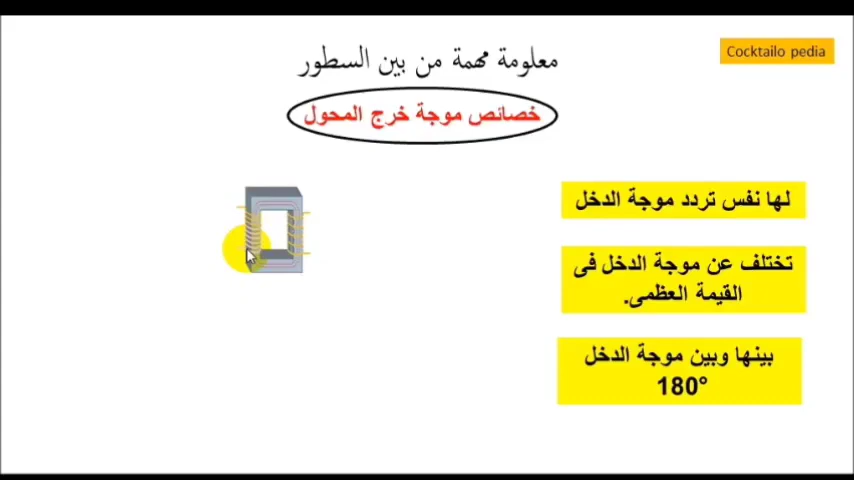 Cocktailo pedia
معلومة مهمة من بين السطور
خصائص موجة خرج المحول
لها نفس تردد موجة الدخل
تختلف عن موجة الدخل فى
القيمة العظمى.
بينها وبين موجة الدخل
180°